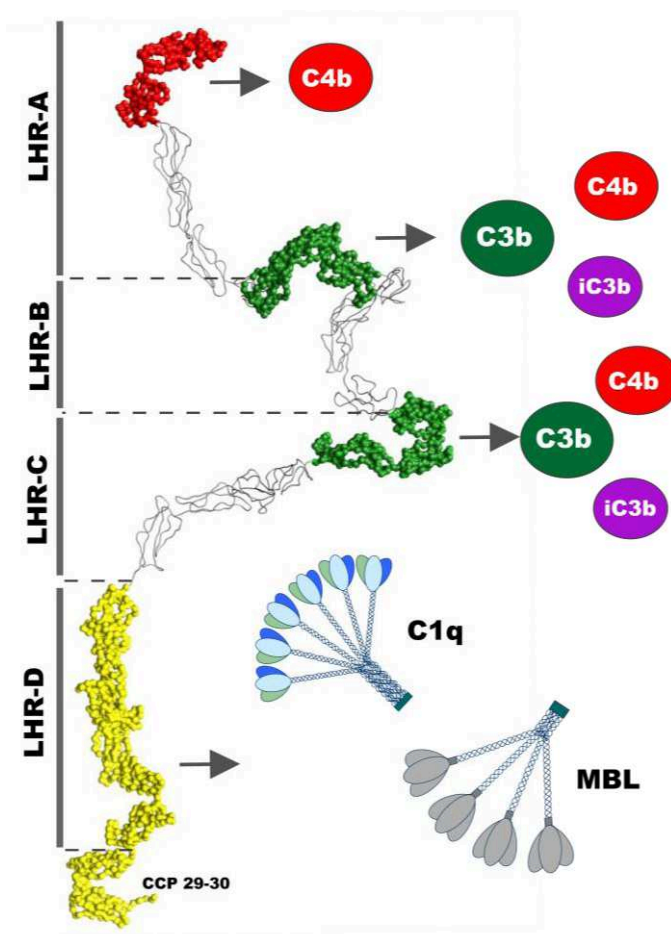 LHR-A
C4b
C4b
C3b
iC3b
LHR-B
C4b
C3b
iC3b
LHR-C
C1q
LHR-D
MBL
CCP 29-30